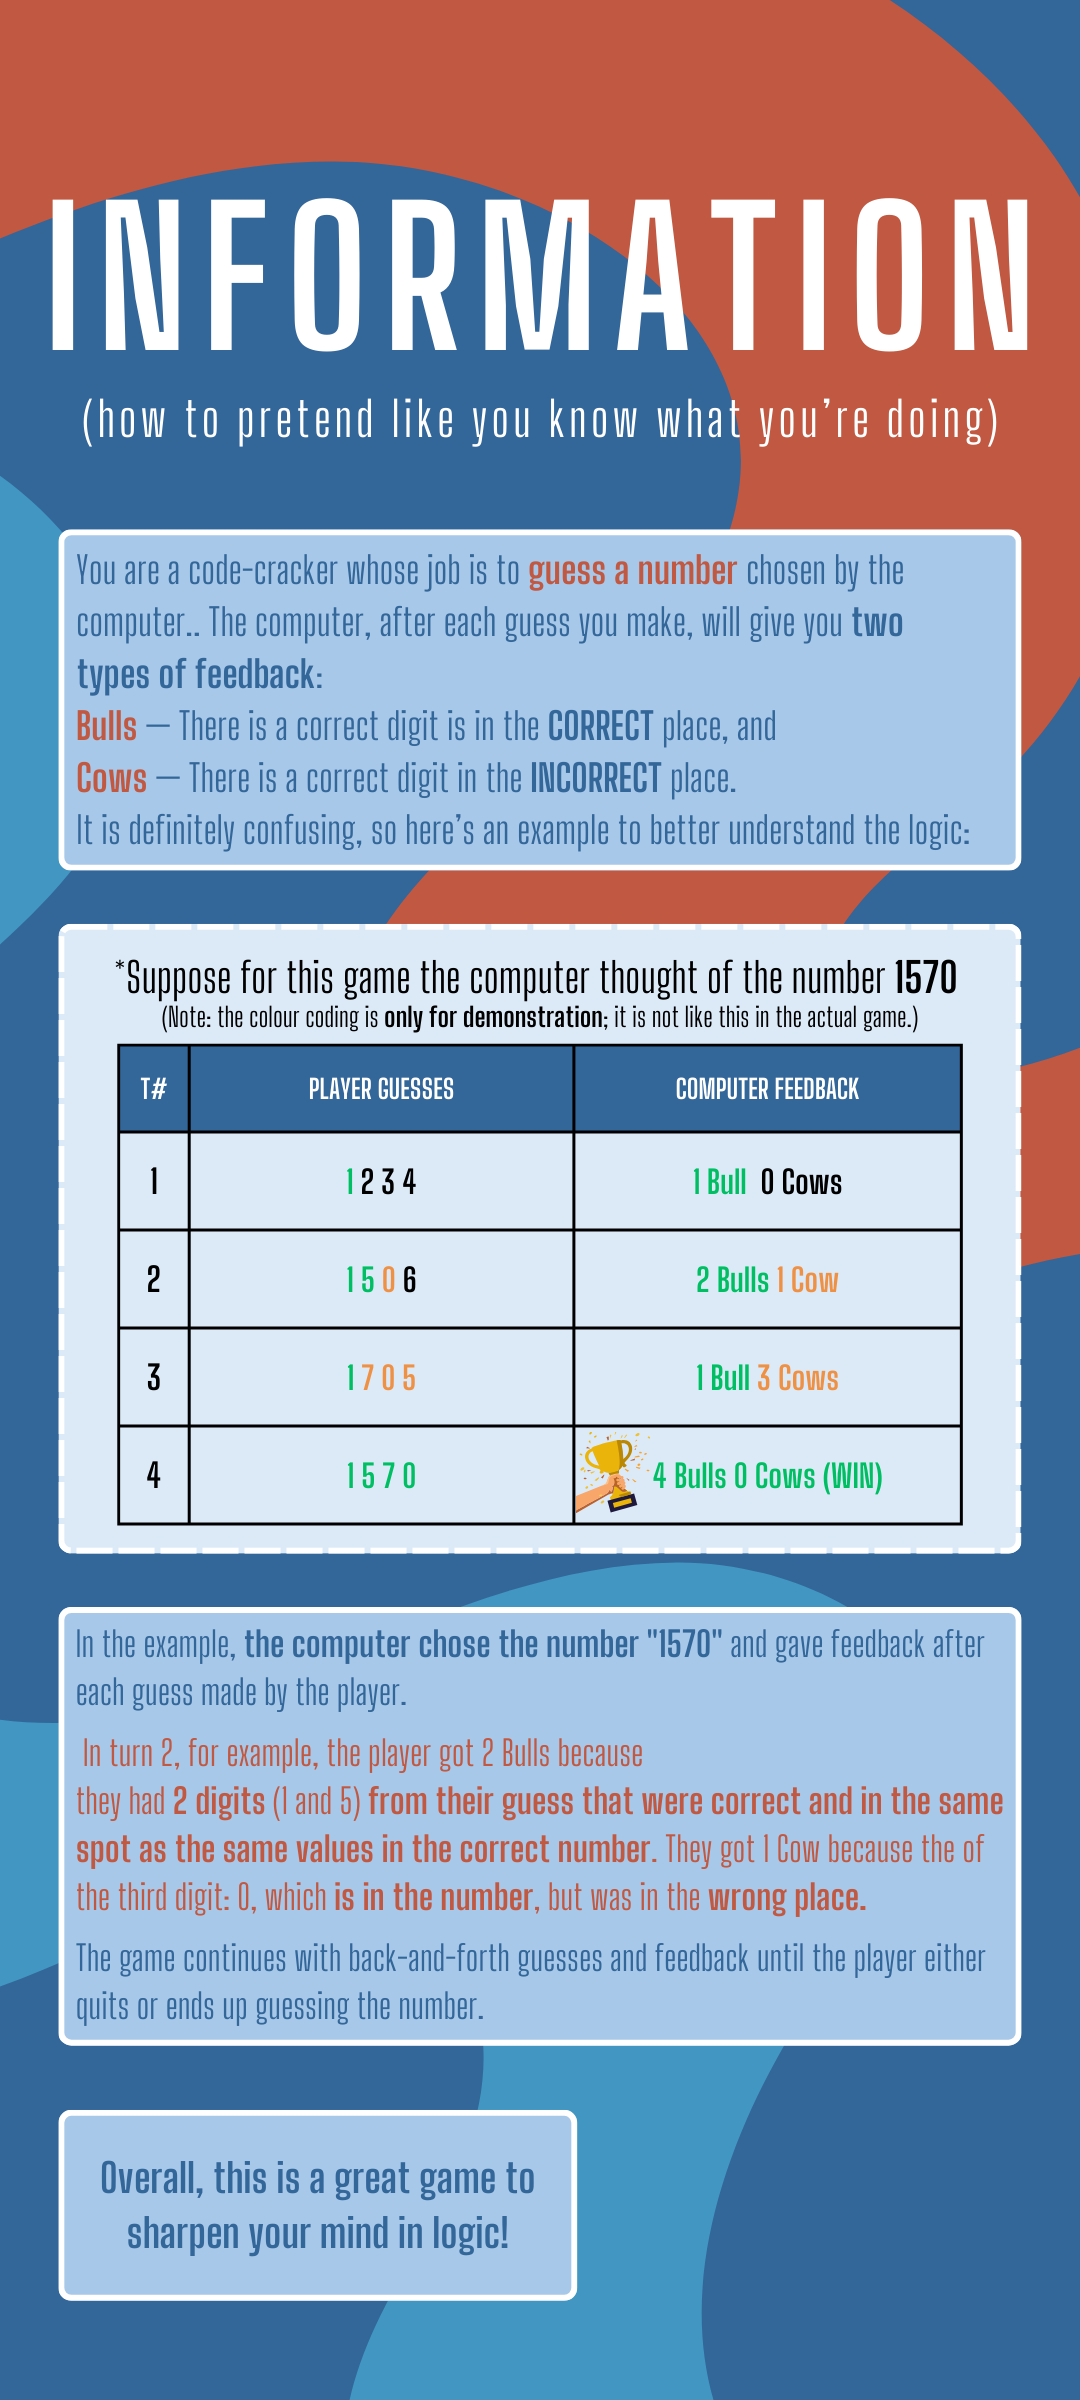 INFORMATION
(how to pretend like you know what you're doing)
You are a code-cracker whose job is to guess a number chosen by the
computer.. The computer, after each guess you make, will give you two
types of feedback:
Bulls — There is a correct digit is in the CORRECT place, and
Cows — There is a correct digit in the INCORRECT place.
It is definitely confusing, so here's an example to better understand the logic:
*Suppose for this game the computer thought of the number 1570
(Note: the colour coding is only for demonstration; it is not like this in the actual game.)
T# PLAYER GUESSES COMPUTER FEEDBACK
1 1 2 3 4 1 Bull 0 Cows
2 1 5 0 6 2 Bulls 1 Cow
3 1 7 0 5 1 Bull 3 Cows
4 1 5 7 0 4 Bulls 0 Cows (WIN)
In the example, the computer chose the number "1570" and gave feedback after
each guess made by the player.
In turn 2, for example, the player got 2 Bulls because
they had 2 digits (1 and 5) from their guess that were correct and in the same
spot as the same values in the correct number. They got 1 Cow because the of
the third digit: 0, which is in the number, but was in the wrong place.
The game continues with back-and-forth guesses and feedback until the player either
quits or ends up guessing the number.
Overall, this is a great game to
sharpen your mind in logic!